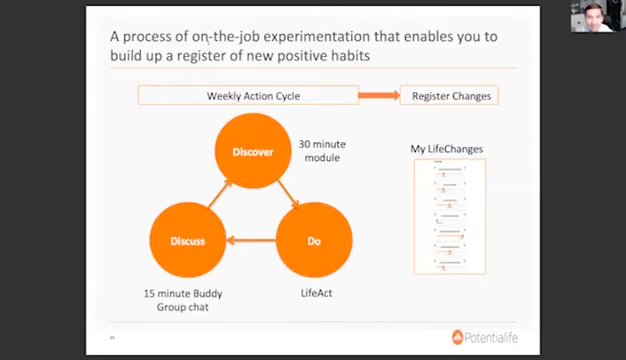 A process of on-the-job experimentation that enables you to
build up a register of new positive habits
Weekly Action Cycle
Register Changes
Discover
30 minute
module
My LifeChanges
Discuss
Do
15 minute Buddy
Group chat
LifeAct
Potentialife